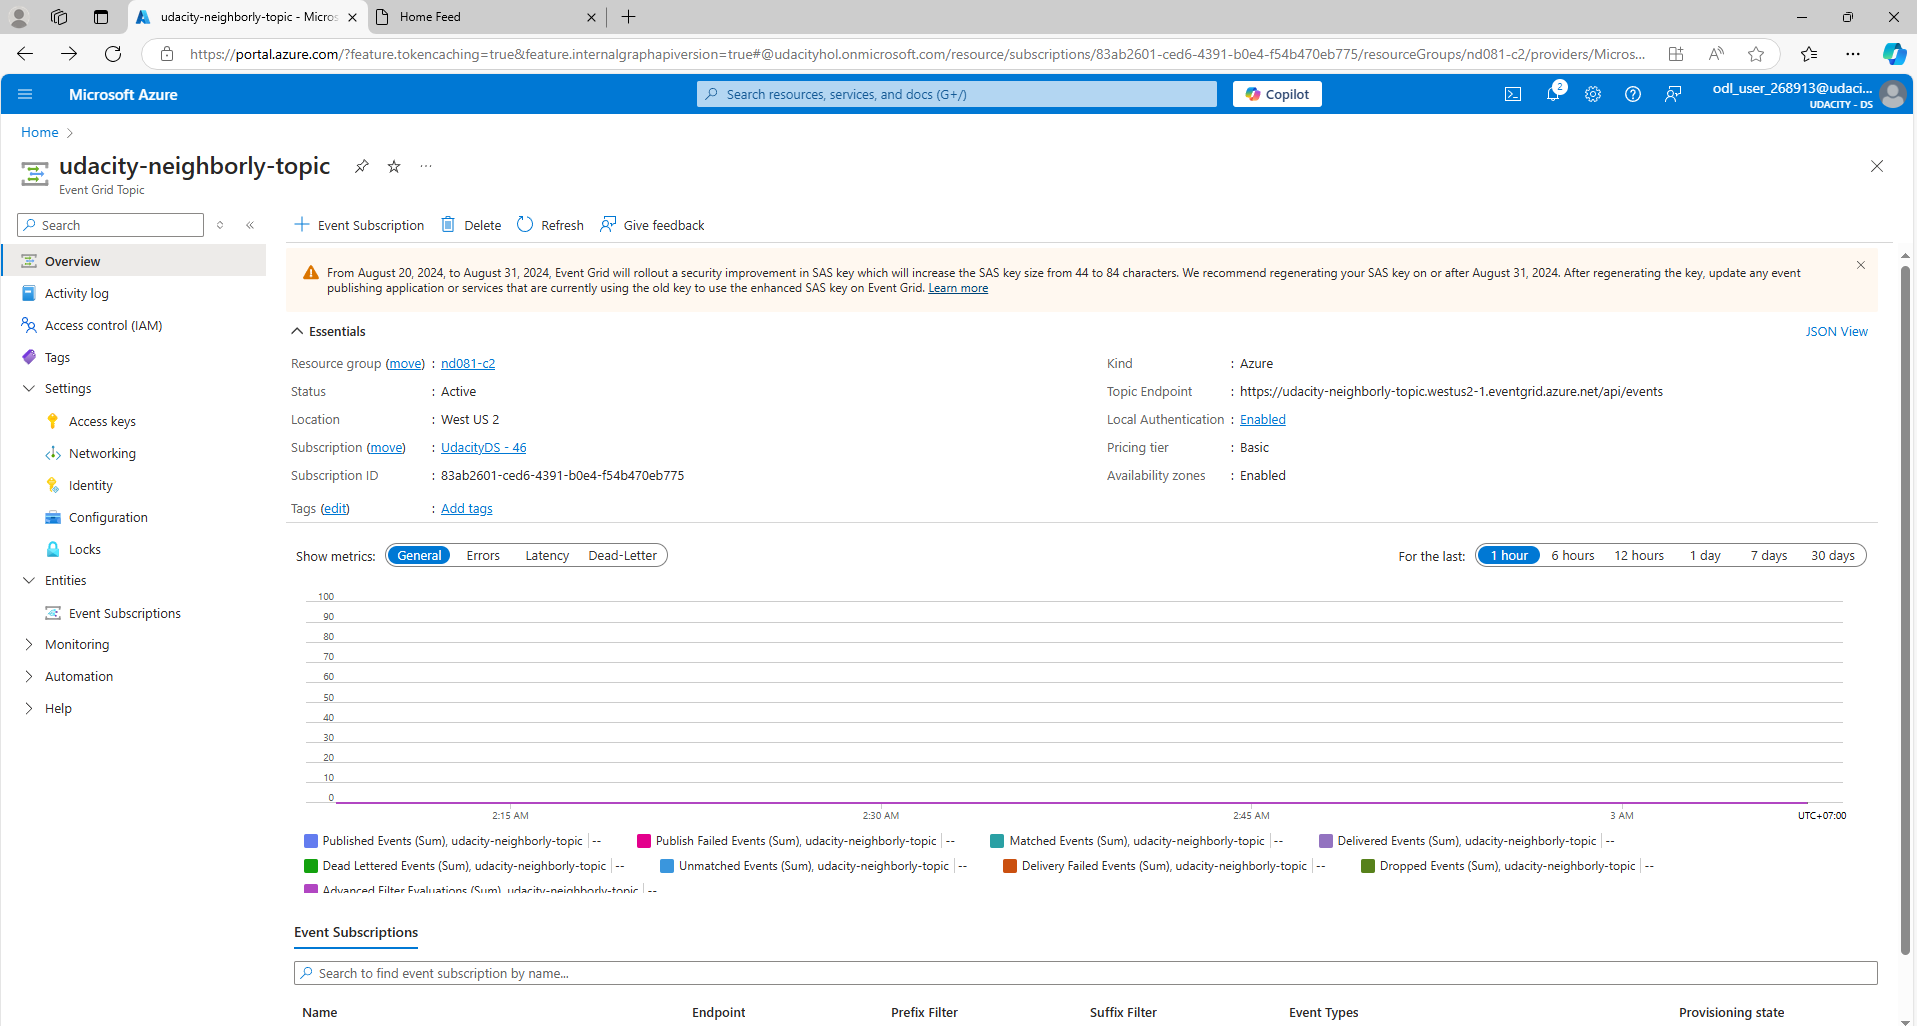 udacity-neighborly-topic - Micros
Home Feed
https://portal.azure.com/?feature.tokencaching=true&feature.internalgraphapiversion=true#@udacityhol.onmicrosoft.com/resource/subscriptions/83ab2601-ced6-4391-b0e4-f54b470eb775/resourceGroups/nd081-c2/providers/Micros...
Microsoft Azure
Search resources, services, and docs (G+/)
Copilot
2
odl_user_268913@udaci...
UDACITY - DS
Home
udacity-neighborly-topic
Event Grid Topic
Search
Event Subscription
Delete
Refresh
Give feedback
Overview
Activity log
Access control (IAM)
Tags
Settings
Access keys
Networking
Identity
Configuration
Locks
Entities
Event Subscriptions
Monitoring
Automation
Help
From August 20, 2024, to August 31, 2024, Event Grid will rollout a security improvement in SAS key which will increase the SAS key size from 44 to 84 characters. We recommend regenerating your SAS key on or after August 31, 2024. After regenerating the key, update any event
publishing application or services that are currently using the old key to use the enhanced SAS key on Event Grid. Learn more
Essentials
JSON View
Resource group (move) : nd081-c2
Status : Active
Location : West US 2
Subscription (move) : UdacityDS - 46
Subscription ID : 83ab2601-ced6-4391-b0e4-f54b470eb775
Tags (edit) : Add tags
Kind : Azure
Topic Endpoint : https://udacity-neighborly-topic.westus2-1.eventgrid.azure.net/api/events
Local Authentication : Enabled
Pricing tier : Basic
Availability zones : Enabled
Show metrics: General Errors Latency Dead-Letter
For the last: 1 hour 6 hours 12 hours 1 day 7 days 30 days
100
90
80
70
60
50
40
30
20
10
0
2:15 AM 2:30 AM 2:45 AM 3 AM UTC+07:00
Published Events (Sum), udacity-neighborly-topic | -- Publish Failed Events (Sum), udacity-neighborly-topic | -- Matched Events (Sum), udacity-neighborly-topic | -- Delivered Events (Sum), udacity-neighborly-topic | --
Dead Lettered Events (Sum), udacity-neighborly-topic | -- Unmatched Events (Sum), udacity-neighborly-topic | -- Delivery Failed Events (Sum), udacity-neighborly-topic | -- Dropped Events (Sum), udacity-neighborly-topic | --
Advanced Filter Evaluations (Sum), udacity-neighborly-topic | --
Event Subscriptions
Search to find event subscription by name...
Name Endpoint Prefix Filter Suffix Filter Event Types Provisioning state